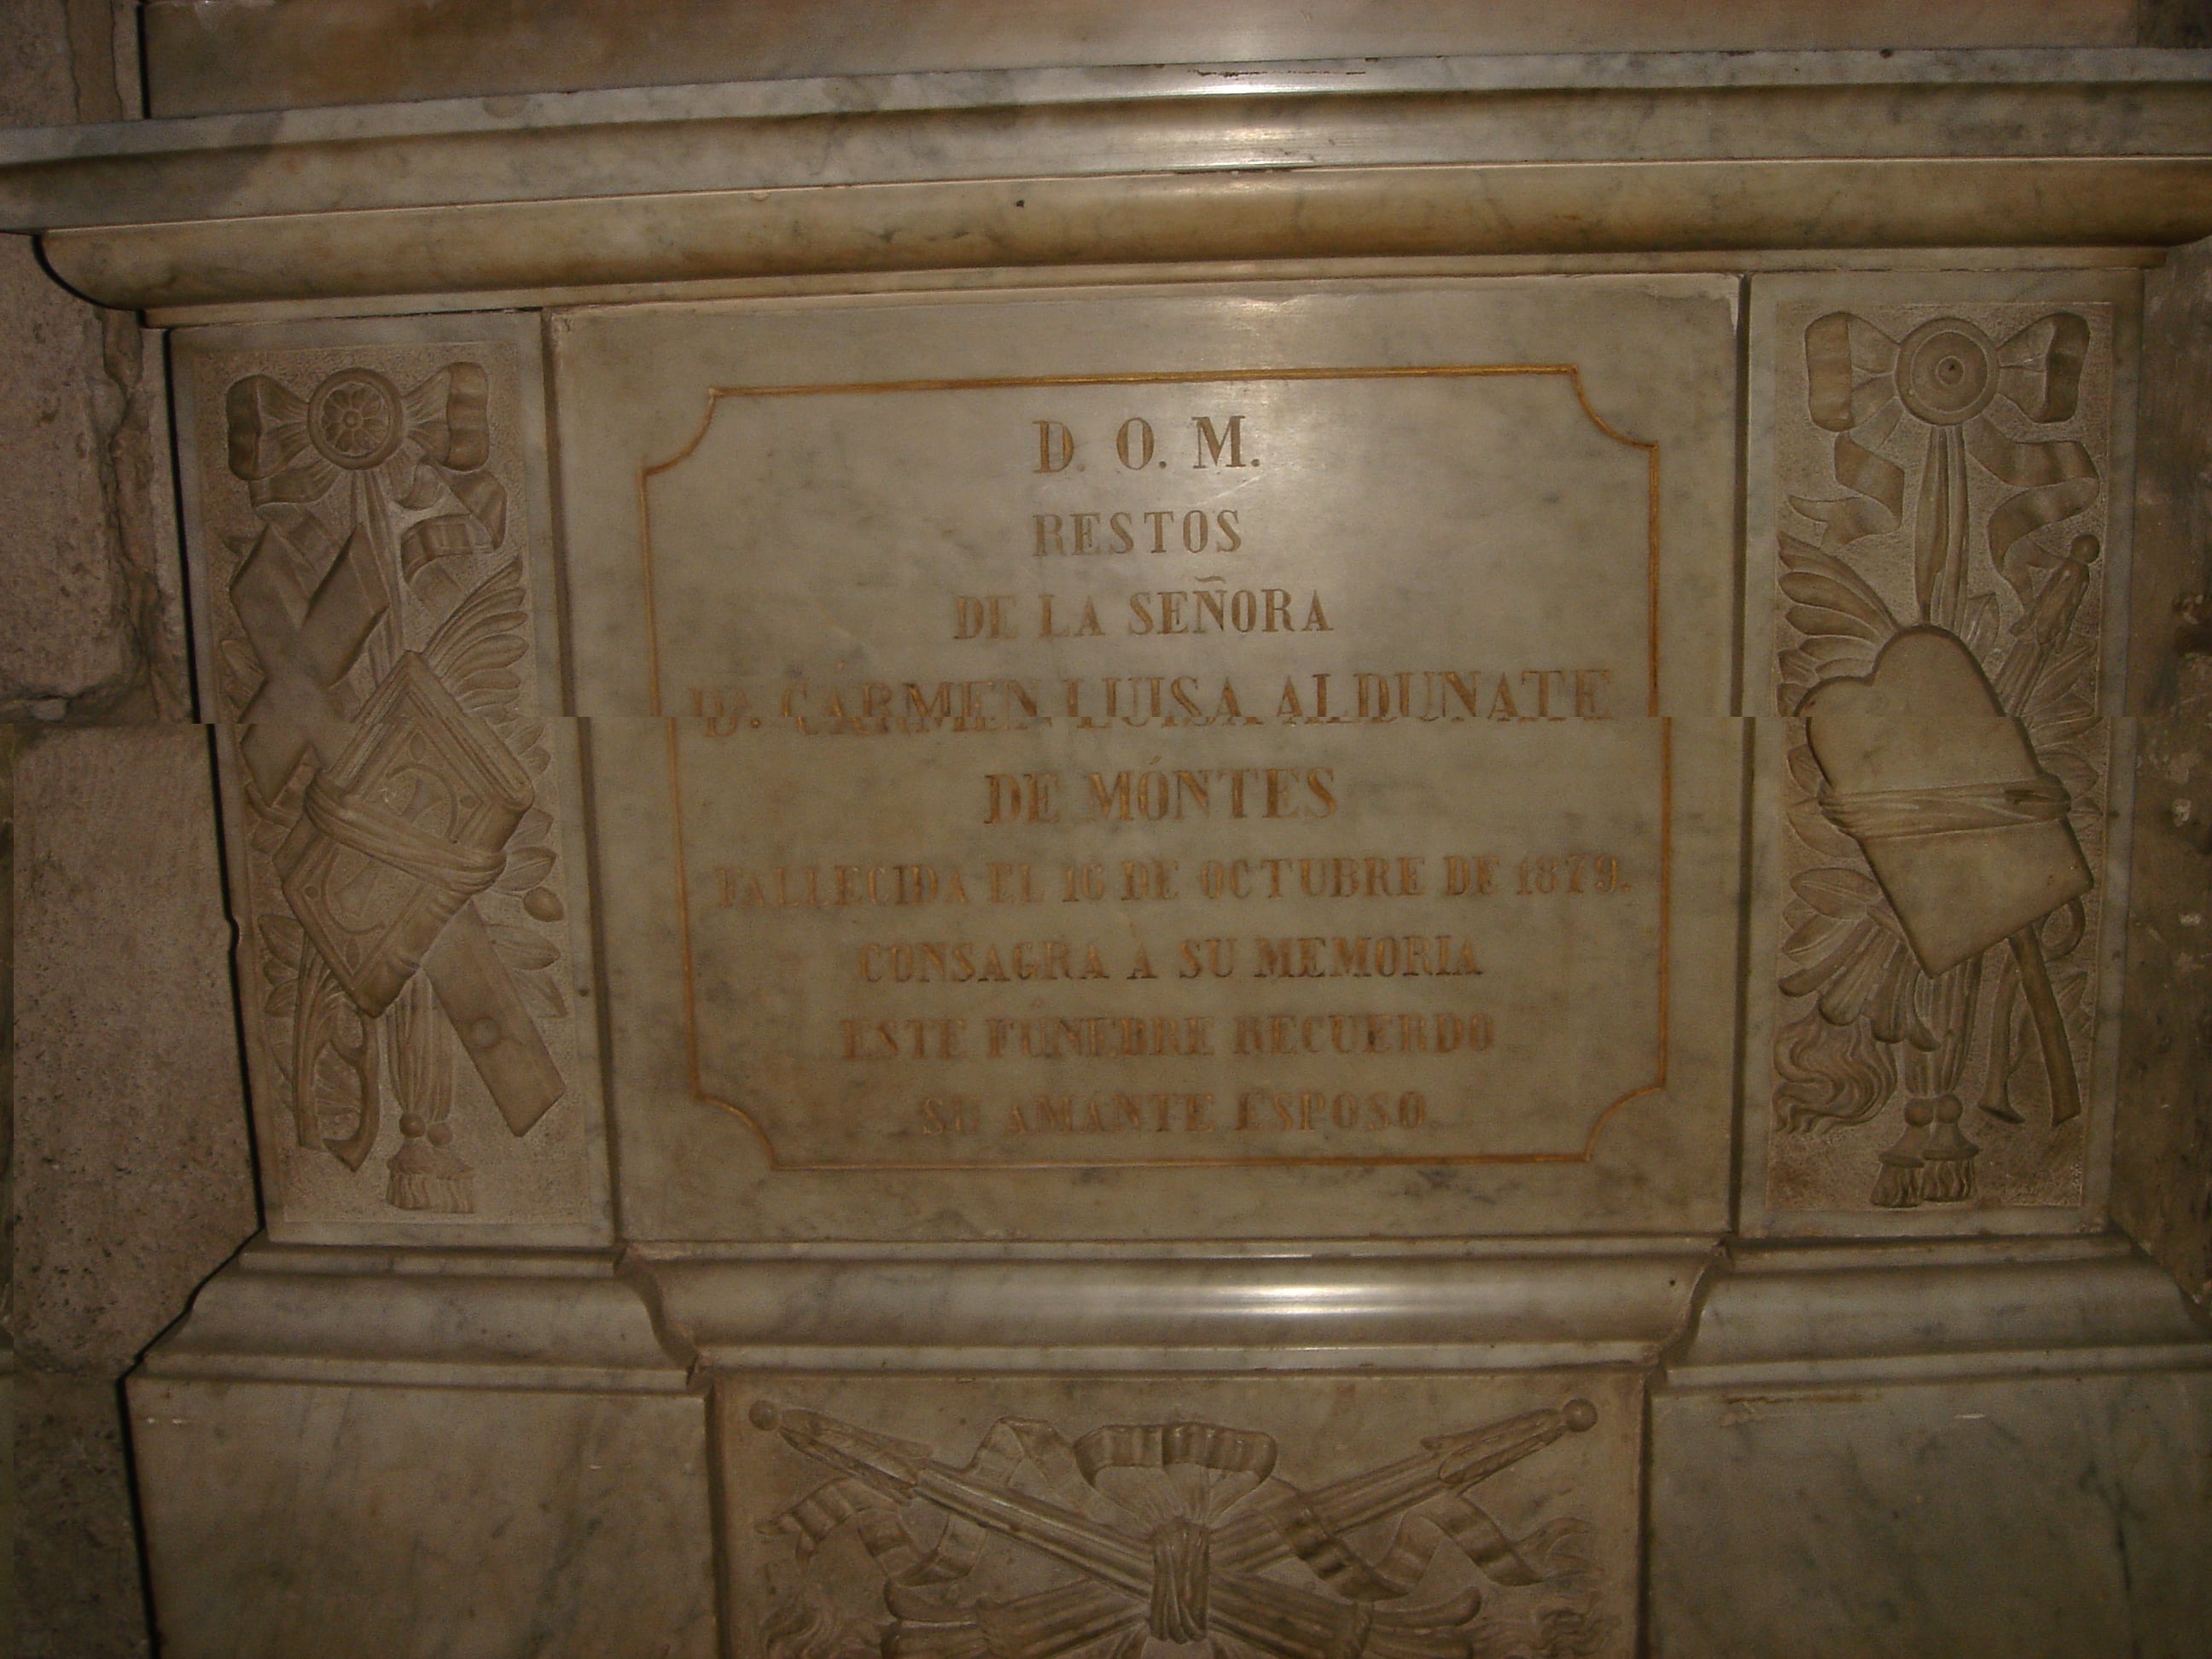 D. O. M.
RESTOS
DE LA SEÑORA
Dª. CÁRMEN LUISA ALDUNATE
DE MÓNTES
FALLECIDA EL 16 DE OCTUBRE DE 1879.
CONSAGRA A SU MEMORIA
ESTE FÚNEBRE RECUERDO
SU AMANTE ESPOSO.